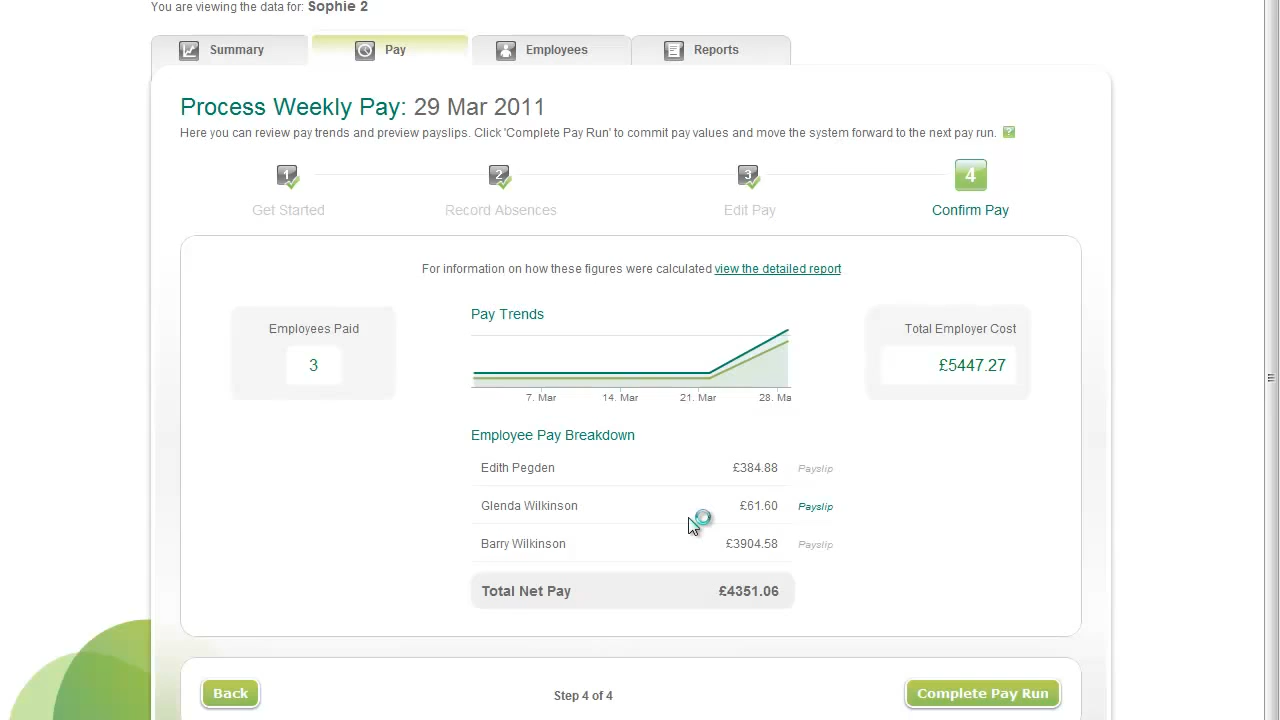 You are viewing the data for: Sophie 2
Summary
Pay
Employees
Reports
Process Weekly Pay: 29 Mar 2011
Here you can review pay trends and preview payslips. Click 'Complete Pay Run' to commit pay values and move the system forward to the next pay run. ?
1
2
3
4
Get Started
Record Absences
Edit Pay
Confirm Pay
For information on how these figures were calculated view the detailed report
Employees Paid
3
Pay Trends
7. Mar
14. Mar
21. Mar
28. Ma
Total Employer Cost
£5447.27
Employee Pay Breakdown
Edith Pegden £384.88 Payslip
Glenda Wilkinson £61.60 Payslip
Barry Wilkinson £3904.58 Payslip
Total Net Pay £4351.06
Back
Step 4 of 4
Complete Pay Run